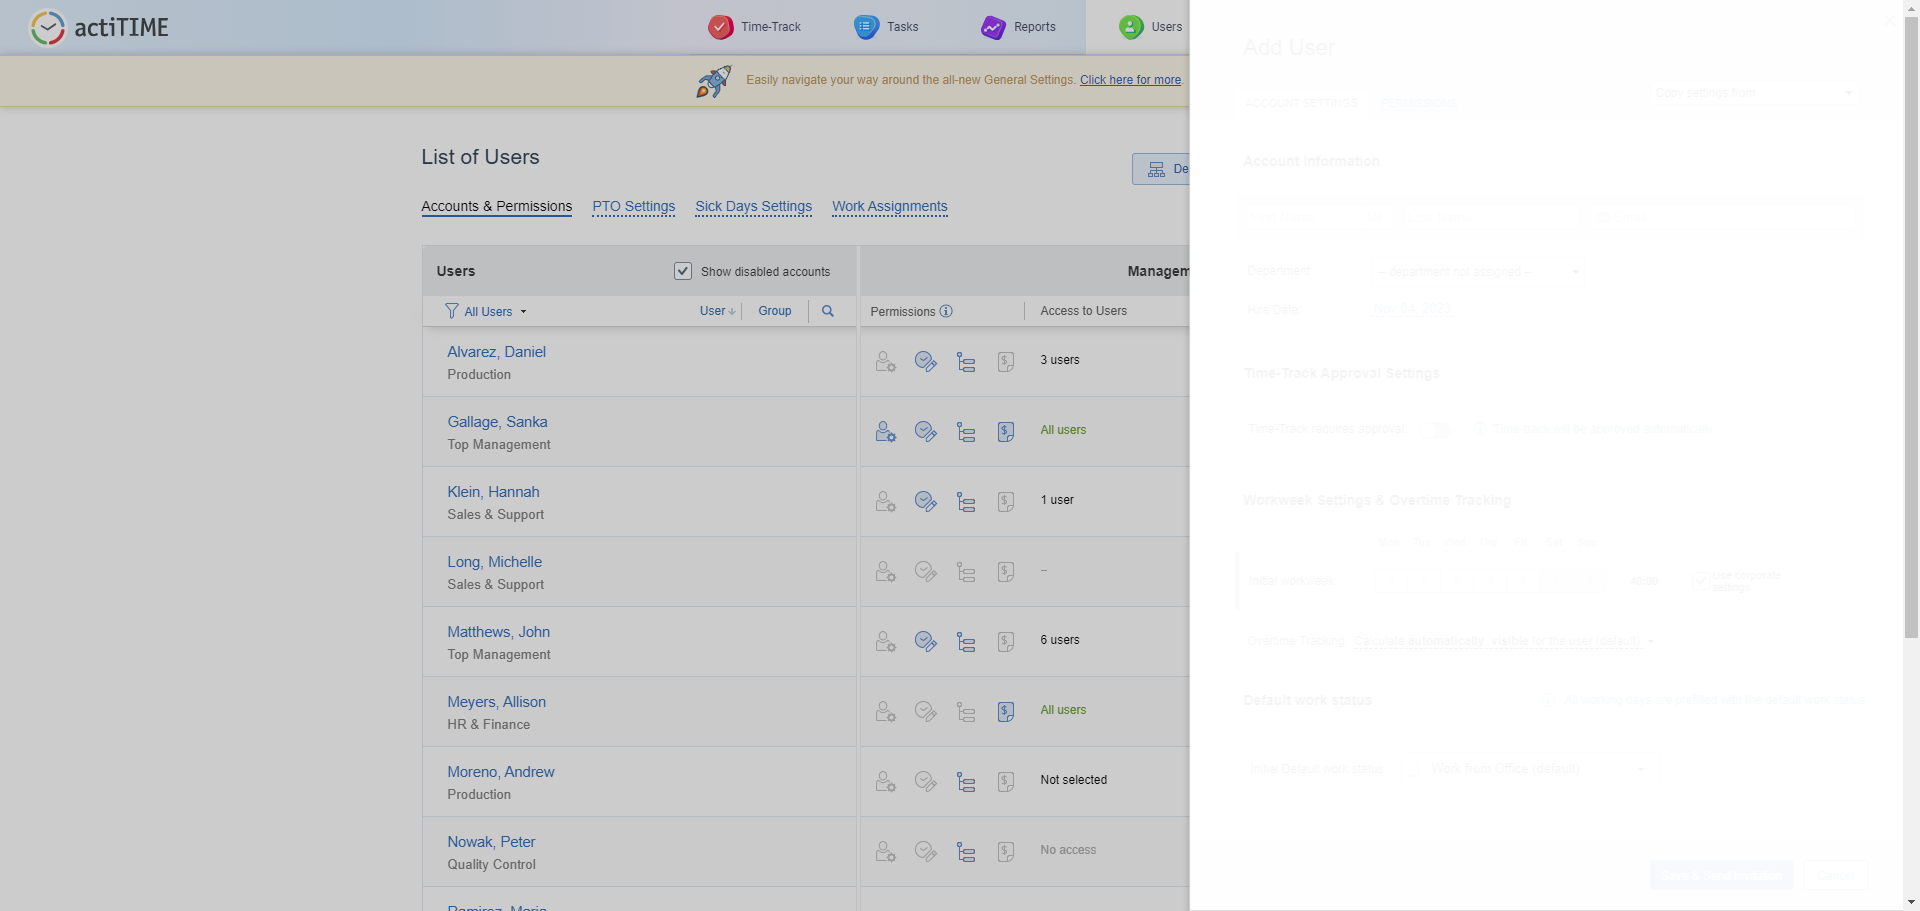 actiTIME
Time-Track
Tasks
Reports
Users
Easily navigate your way around the all-new General Settings. Click here for more.
List of Users
De
Accounts & Permissions
PTO Settings
Sick Days Settings
Work Assignments
Users
Show disabled accounts
Managem
All Users
User
Group
Permissions
Access to Users
Alvarez, Daniel
Production
3 users
Gallage, Sanka
Top Management
All users
Klein, Hannah
Sales & Support
1 user
Long, Michelle
Sales & Support
–
Matthews, John
Top Management
6 users
Meyers, Allison
HR & Finance
All users
Moreno, Andrew
Production
Not selected
Nowak, Peter
Quality Control
No access
Add User
ACCOUNT SETTINGS
PERMISSIONS
Copy settings from
Account Information
Department
– department not assigned –
Hire Date
Nov 04, 2023
Time-Track Approval Settings
Time-Track requires approval
Time-track will be approved automatically
Workweek Settings & Overtime Tracking
Mon Tue Wed Thu Fri Sat Sun
Initial workweek
40:00
Use corporate
settings
Overtime Tracking
Calculate automatically, visible for the user (default)
Default work status
All working days are prefilled with the default work status
Initial Default work status
Work from Office (default)
Save & Send Invitation
Cancel